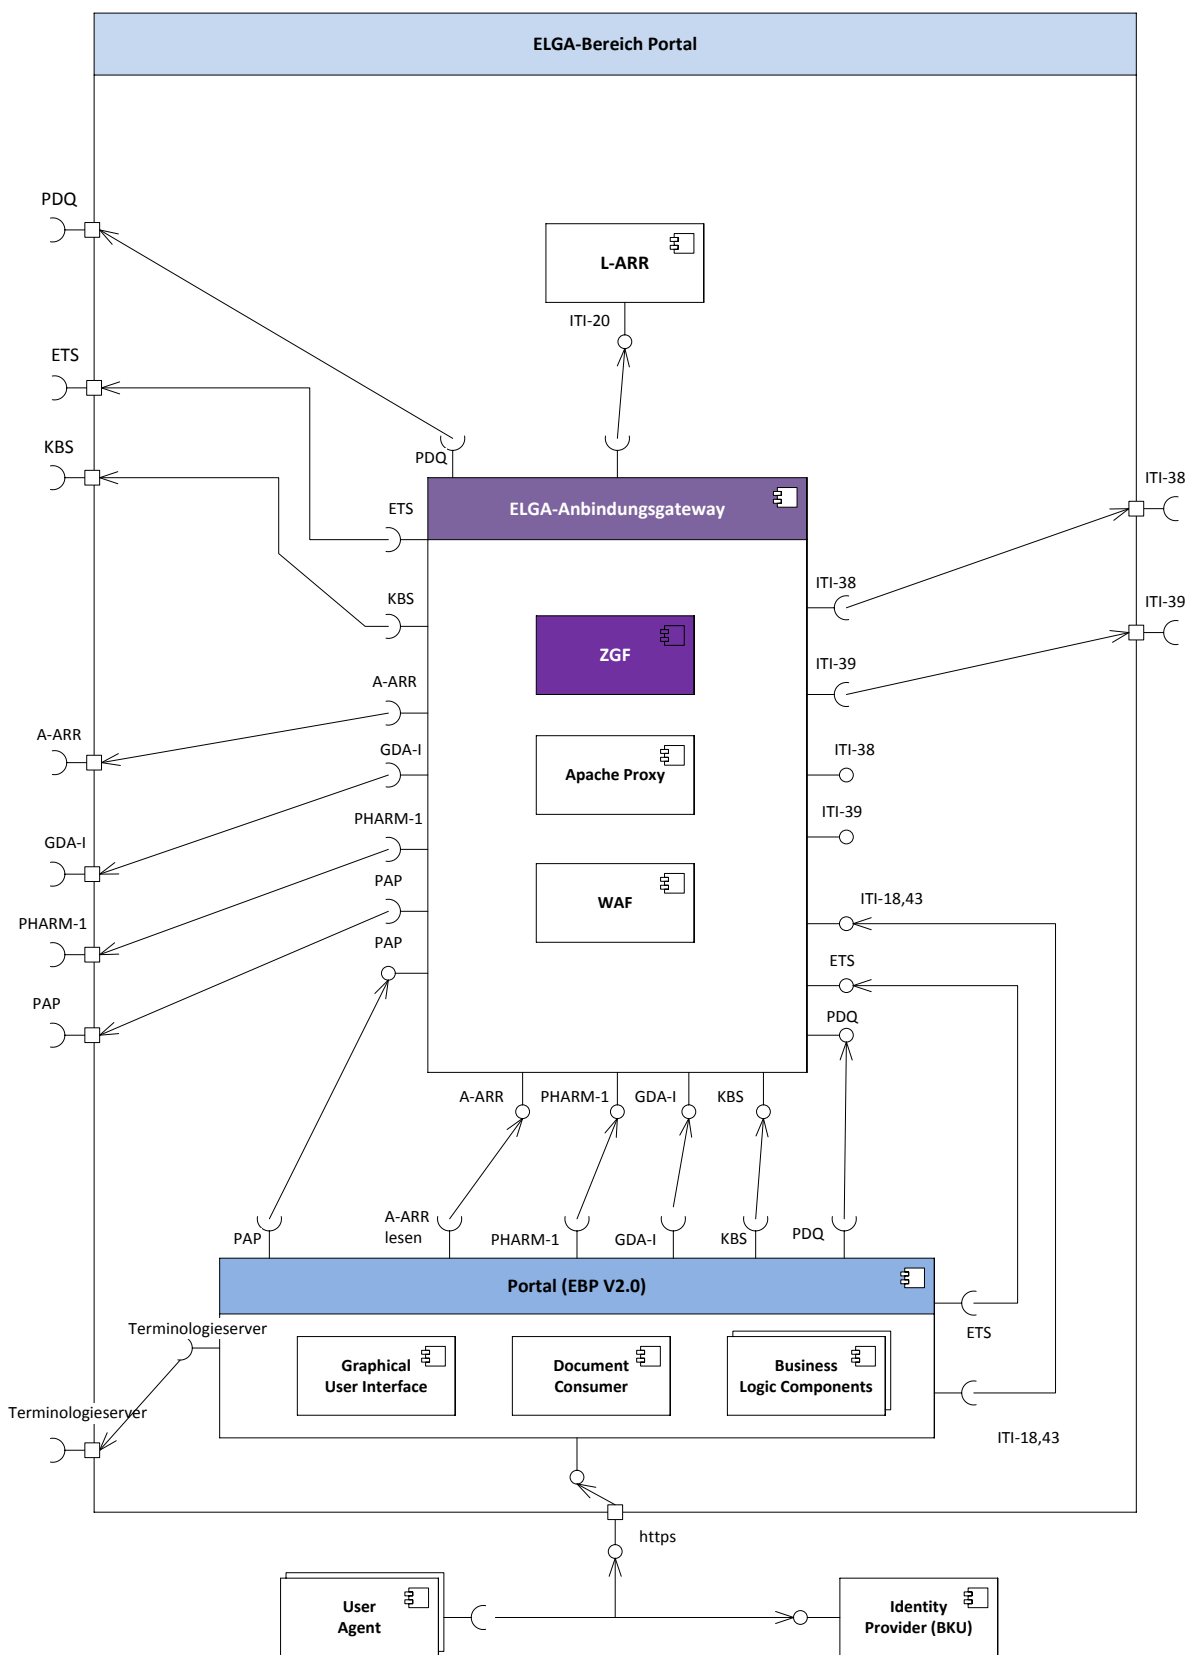 ELGA-Bereich Portal
PDQ
L-ARR
ITI-20
ETS
KBS
PDQ
ITI-38
ETS
ELGA-Anbindungsgateway
ITI-38
KBS
ITI-39
ZGF
ITI-39
A-ARR
A-ARR
GDA-I
ITI-38
Apache Proxy
ITI-39
PHARM-1
GDA-I
PAP
WAF
ITI-18,43
PHARM-1
PAP
ETS
PAP
PDQ
A-ARR
PHARM-1
GDA-I
KBS
PAP
A-ARR
lesen
PHARM-1
GDA-I
KBS
PDQ
Portal (EBP V2.0)
Terminologieserver
ETS
Graphical
User Interface
Document
Consumer
Business
Logic Components
Terminologieserver
ITI-18,43
https
User
Agent
Identity
Provider (BKU)